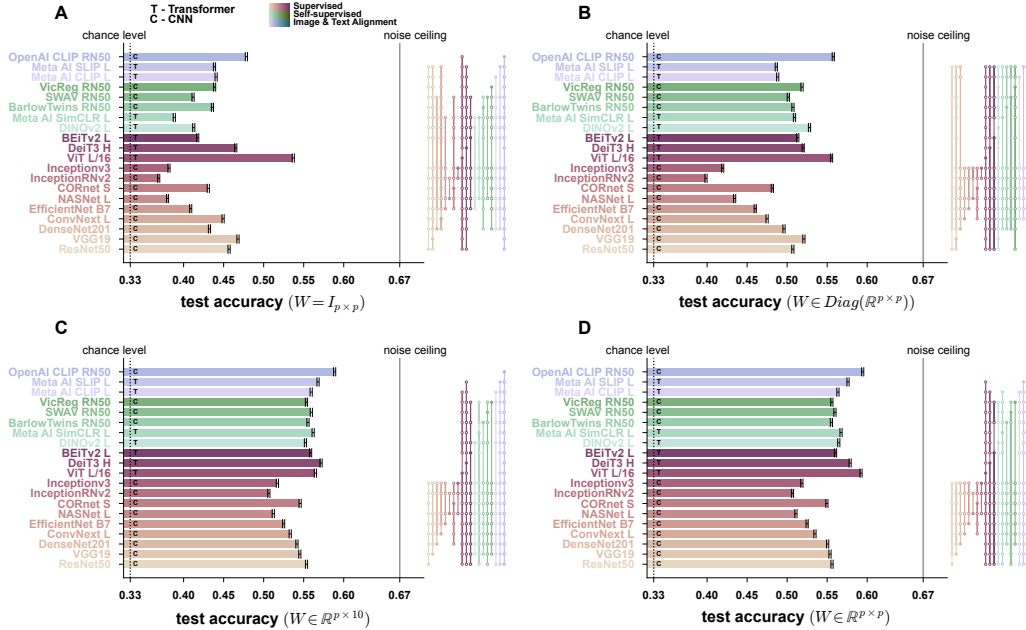 A
T - Transformer
C - CNN
Supervised
Self-supervised
Image & Text Alignment
chance level
noise ceiling
OpenAI CLIP RN50 C
Meta AI SLIP L T
Meta AI CLIP L T
VicReg RN50 C
SWAV RN50 C
BarlowTwins RN50 C
Meta AI SimCLR L T
DINOv2 L T
BEiTv2 L T
DeiT3 H T
ViT L/16 T
Inceptionv3 C
InceptionRNv2 C
CORnet S C
NASNet L C
EfficientNet B7 C
ConvNext L C
DenseNet201 C
VGG19 C
ResNet50 C
0.33 0.40 0.45 0.50 0.55 0.60 0.67
test accuracy (W = I_{p×p})
B
chance level
noise ceiling
OpenAI CLIP RN50 C
Meta AI SLIP L T
Meta AI CLIP L T
VicReg RN50 C
SWAV RN50 C
BarlowTwins RN50 C
Meta AI SimCLR L T
DINOv2 L T
BEiTv2 L T
DeiT3 H T
ViT L/16 T
Inceptionv3 C
InceptionRNv2 C
CORnet S C
NASNet L C
EfficientNet B7 C
ConvNext L C
DenseNet201 C
VGG19 C
ResNet50 C
0.33 0.40 0.45 0.50 0.55 0.60 0.67
test accuracy (W ∈ Diag(ℝ^{p×p}))
C
chance level
noise ceiling
OpenAI CLIP RN50 C
Meta AI SLIP L T
Meta AI CLIP L T
VicReg RN50 C
SWAV RN50 C
BarlowTwins RN50 C
Meta AI SimCLR L T
DINOv2 L T
BEiTv2 L T
DeiT3 H T
ViT L/16 T
Inceptionv3 C
InceptionRNv2 C
CORnet S C
NASNet L C
EfficientNet B7 C
ConvNext L C
DenseNet201 C
VGG19 C
ResNet50 C
0.33 0.40 0.45 0.50 0.55 0.60 0.67
test accuracy (W ∈ ℝ^{p×10})
D
chance level
noise ceiling
OpenAI CLIP RN50 C
Meta AI SLIP L T
Meta AI CLIP L T
VicReg RN50 C
SWAV RN50 C
BarlowTwins RN50 C
Meta AI SimCLR L T
DINOv2 L T
BEiTv2 L T
DeiT3 H T
ViT L/16 T
Inceptionv3 C
InceptionRNv2 C
CORnet S C
NASNet L C
EfficientNet B7 C
ConvNext L C
DenseNet201 C
VGG19 C
ResNet50 C
0.33 0.40 0.45 0.50 0.55 0.60 0.67
test accuracy (W ∈ ℝ^{p×p})